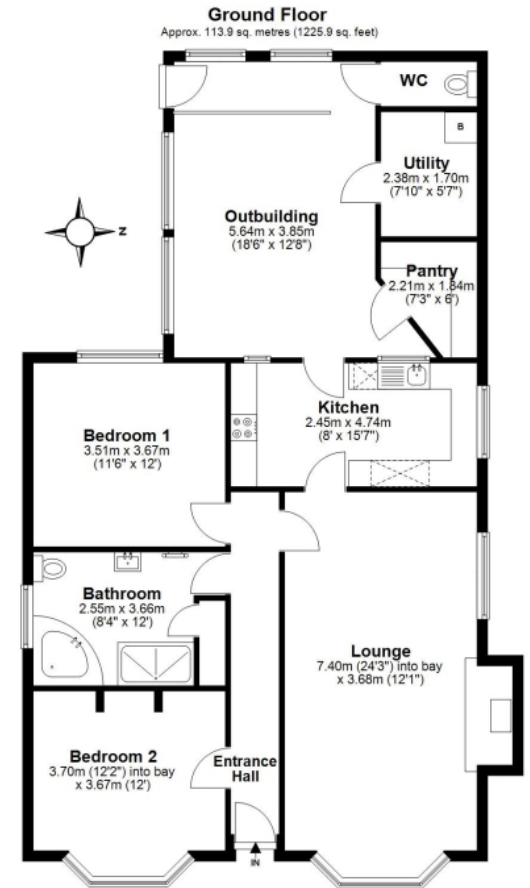 Ground Floor
Approx. 113.9 sq. metres (1225.9 sq. feet)
WC
B
Utility
2.38m x 1.70m
(7'10" x 5'7")
Outbuilding
5.64m x 3.85m
(18'6" x 12'8")
Z
Pantry
2.21m x 1.84m
(7'3" x 6')
Kitchen
2.45m x 4.74m
(8' x 15'7")
Bedroom 1
3.51m x 3.67m
(11'6" x 12')
Bathroom
2.55m x 3.66m
(8'4" x 12')
Lounge
7.40m (24'3") into bay
x 3.68m (12'1")
Bedroom 2
3.70m (12'2") into bay
x 3.67m (12')
Entrance
Hall
IN